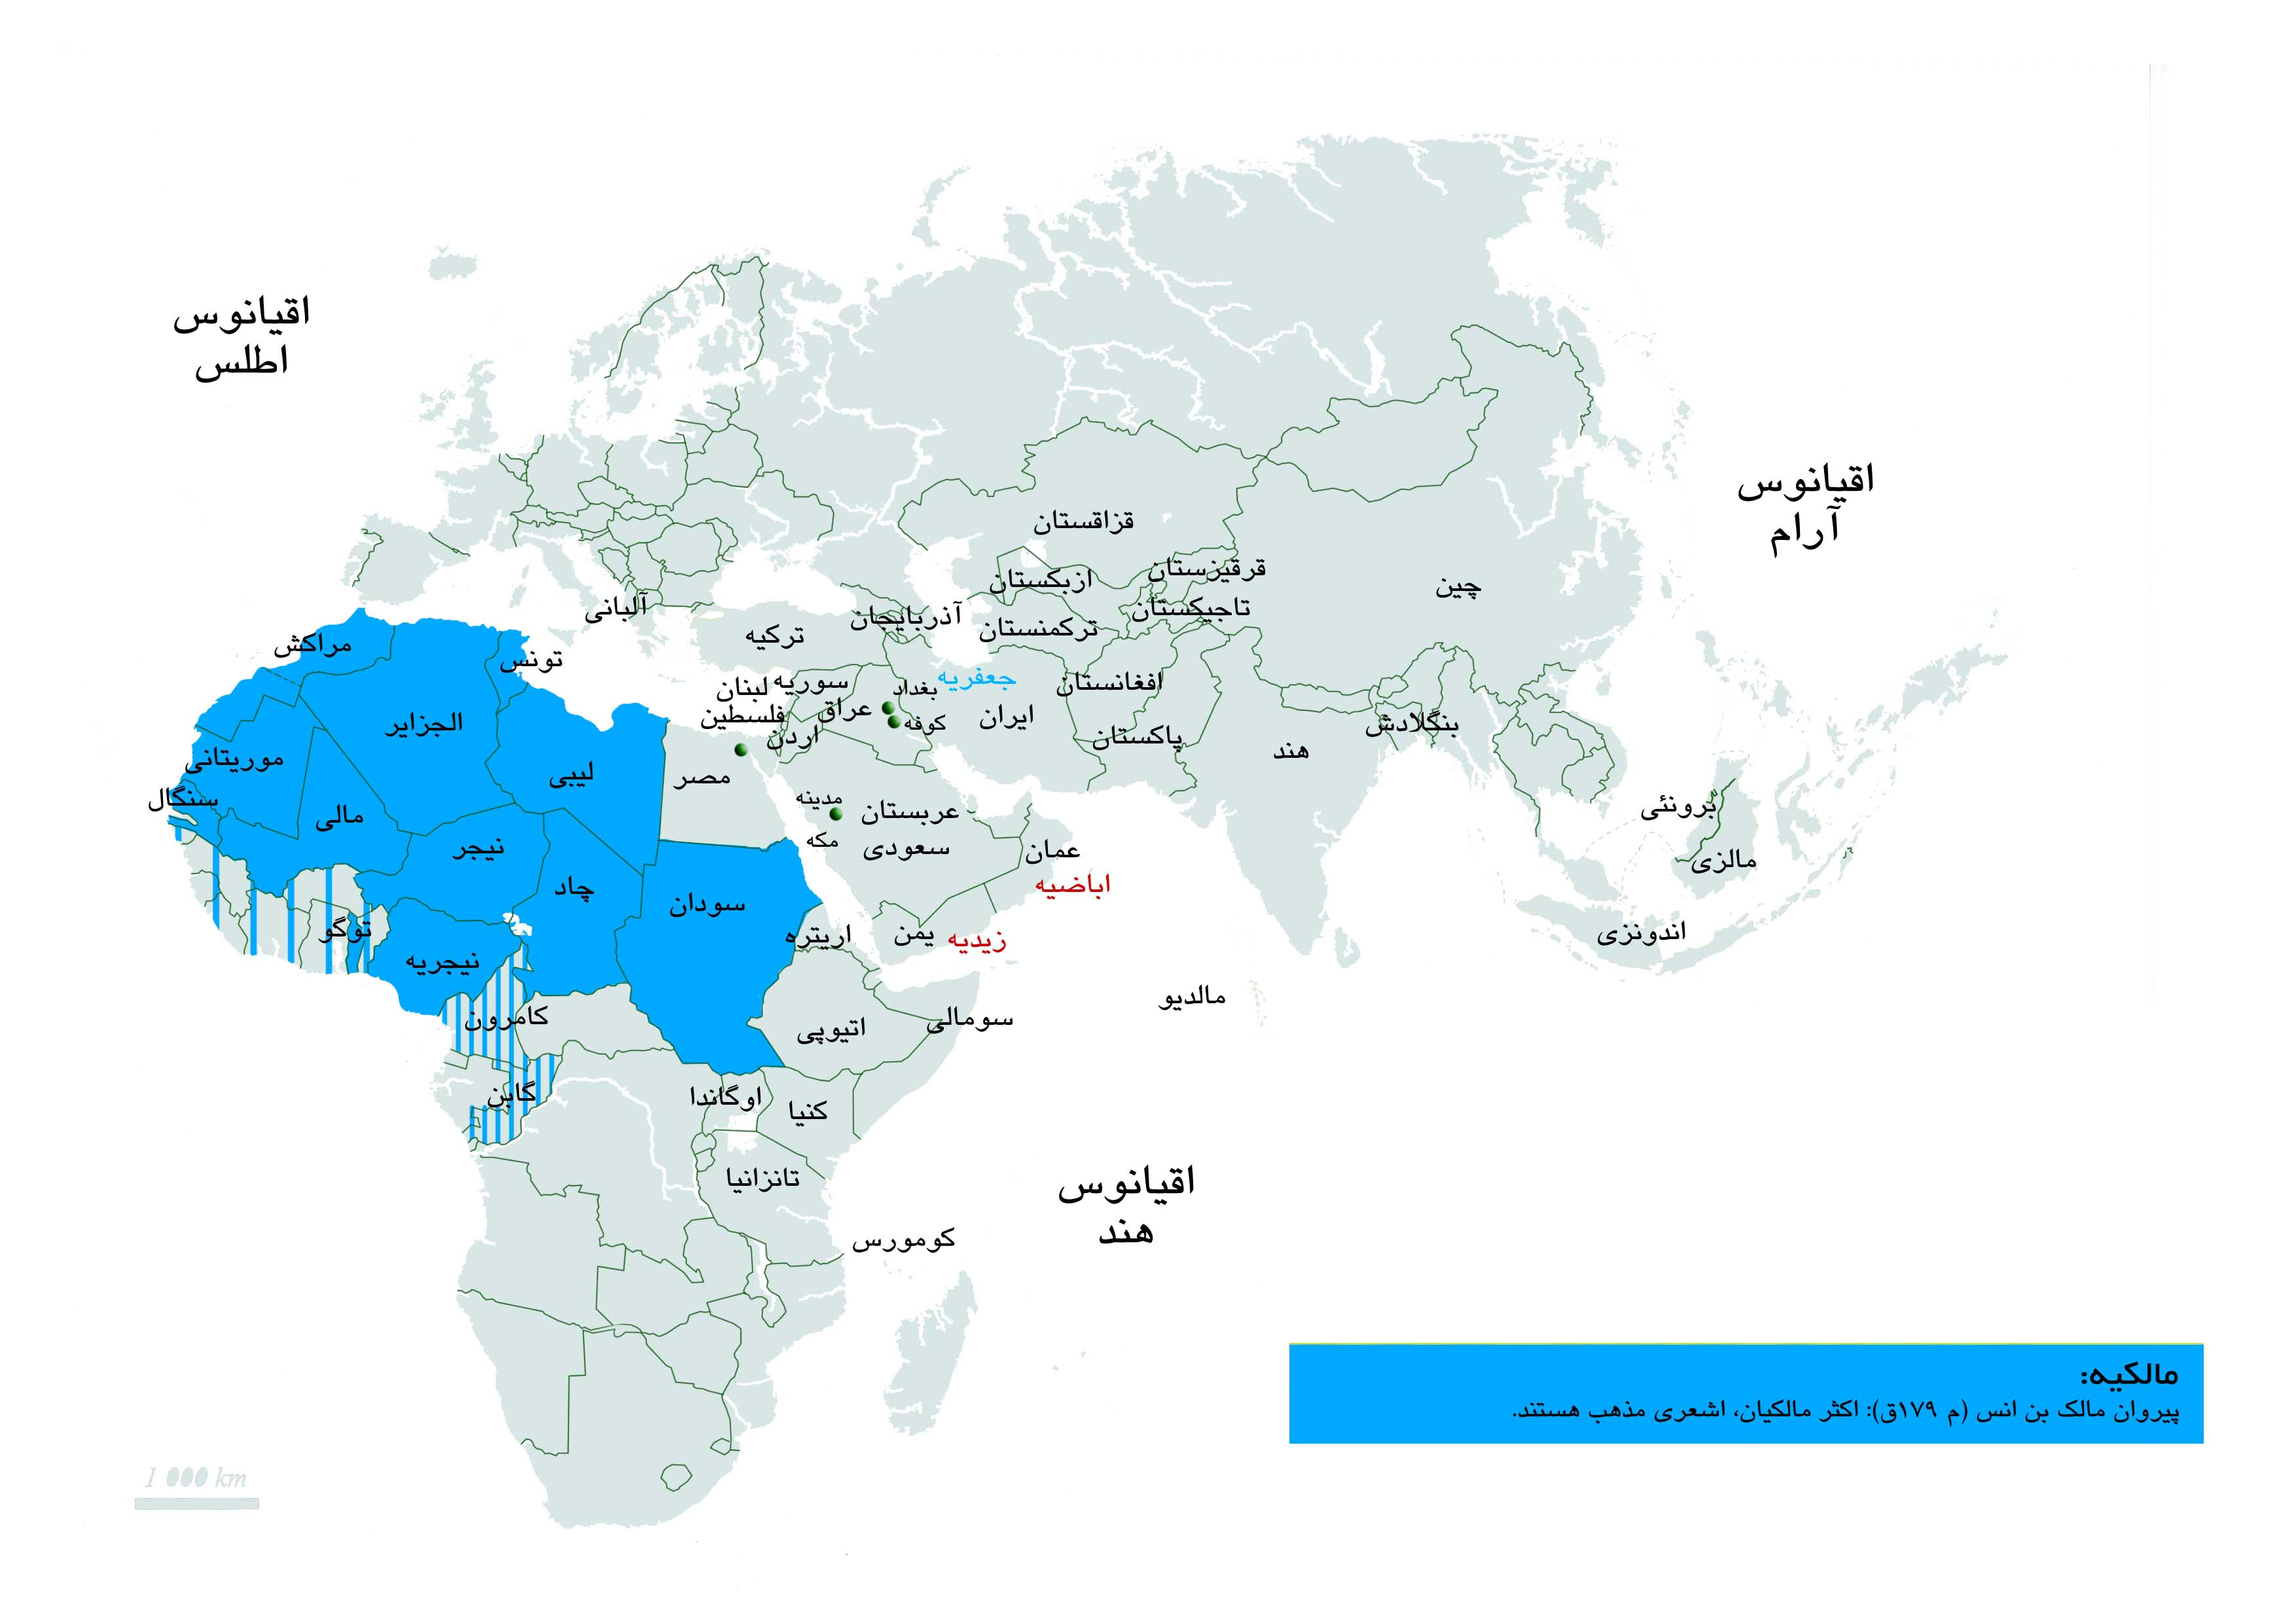 اقیانوس
اطلس
اقیانوس
آرام
قزاقستان
قرقیزستان
ازبکستان
تاجیکستان
ترکمنستان
آذربایجان
آلبانی
ترکیه
چین
مراکش
تونس
لبنان
سوریه
بغداد
جعفریه
افغانستان
فلسطین
عراق
کوفه
ایران
اردن
پاکستان
هند
بنگلادش
الجزایر
لیبی
مصر
موریتانی
سنگال
مالی
مدینه
عربستان
سعودی
مکه
عمان
اباضیه
برونئی
مالزی
اندونزی
نیجر
چاد
سودان
توگو
نیجریه
اریتره
یمن
زیدیه
مالدیو
کامرون
اتیوپی
سومالی
گابن
اوگاندا
کنیا
تانزانیا
اقیانوس
هند
کومورس
مالکیه:
پیروان مالک بن انس (م ۱۷۹ق): اکثر مالکیان، اشعری مذهب هستند.
1 000 km